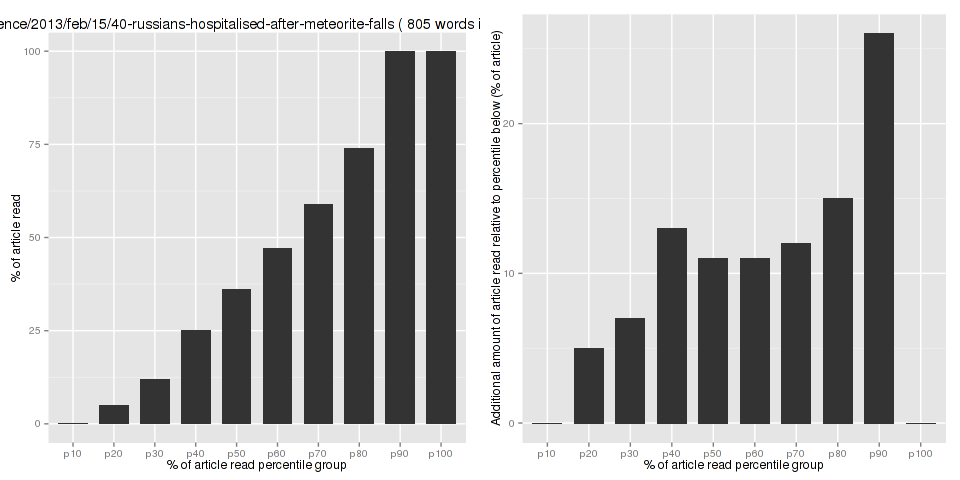 ence/2013/feb/15/40-russians-hospitalised-after-meteorite-falls ( 805 words i
100
75
50
25
0
% of article read
p10 p20 p30 p40 p50 p60 p70 p80 p90 p100
% of article read percentile group
Additional amount of article read relative to percentile below (% of article)
20
10
0
p10 p20 p30 p40 p50 p60 p70 p80 p90 p100
% of article read percentile group